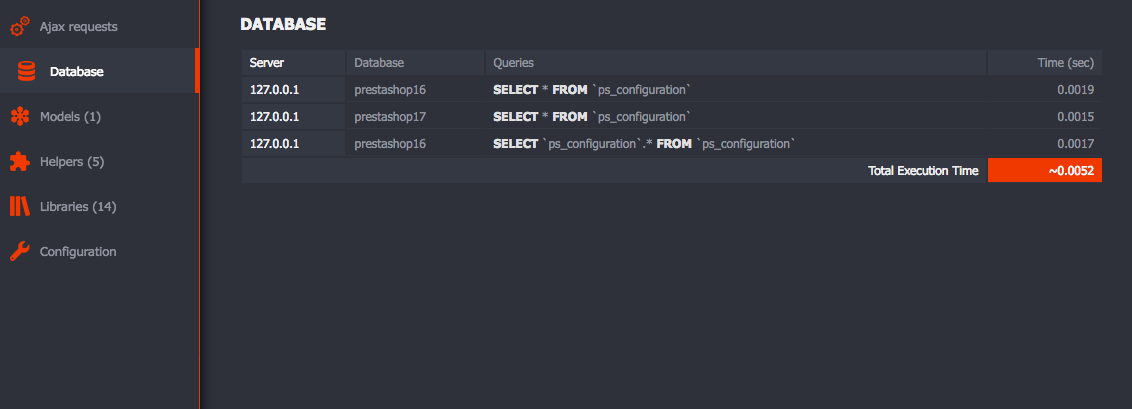 Ajax requests
Database
Models (1)
Helpers (5)
Libraries (14)
Configuration
DATABASE
Server Database Queries Time (sec)
127.0.0.1 prestashop16 SELECT * FROM `ps_configuration` 0.0019
127.0.0.1 prestashop17 SELECT * FROM `ps_configuration` 0.0015
127.0.0.1 prestashop16 SELECT `ps_configuration`.* FROM `ps_configuration` 0.0017
Total Execution Time ~0.0052